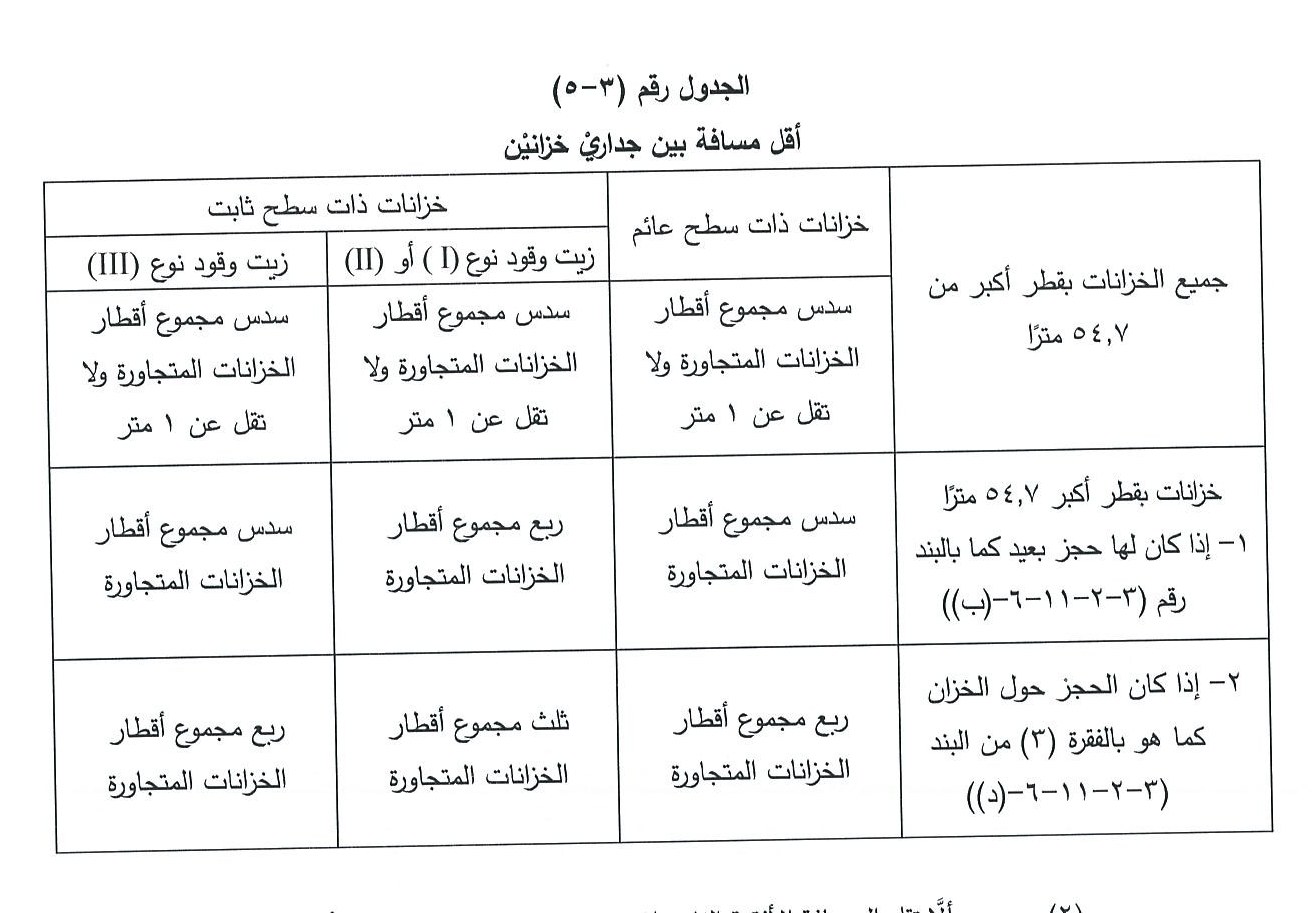 الجدول رقم (٣-٥)
أقل مسافة بين جداريْ خزانيْن
جميع الخزانات بقطر أكبر من
٥٤,٧ مترًا
خزانات ذات سطح عائم
خزانات ذات سطح ثابت
زيت وقود نوع (I) أو (II)
زيت وقود نوع (III)
سدس مجموع أقطار
الخزانات المتجاورة ولا
تقل عن ١ متر
سدس مجموع أقطار
الخزانات المتجاورة ولا
تقل عن ١ متر
سدس مجموع أقطار
الخزانات المتجاورة ولا
تقل عن ١ متر
خزانات بقطر أكبر ٥٤,٧ مترًا
١- إذا كان لها حجز بعيد كما بالبند
رقم (٣-٢-١١-٦-(ب))
سدس مجموع أقطار
الخزانات المتجاورة
ربع مجموع أقطار
الخزانات المتجاورة
سدس مجموع أقطار
الخزانات المتجاورة
٢- إذا كان الحجز حول الخزان
كما هو بالفقرة (٣) من البند
(٣-٢-١١-٦-(د))
ربع مجموع أقطار
الخزانات المتجاورة
ثلث مجموع أقطار
الخزانات المتجاورة
ربع مجموع أقطار
الخزانات المتجاورة